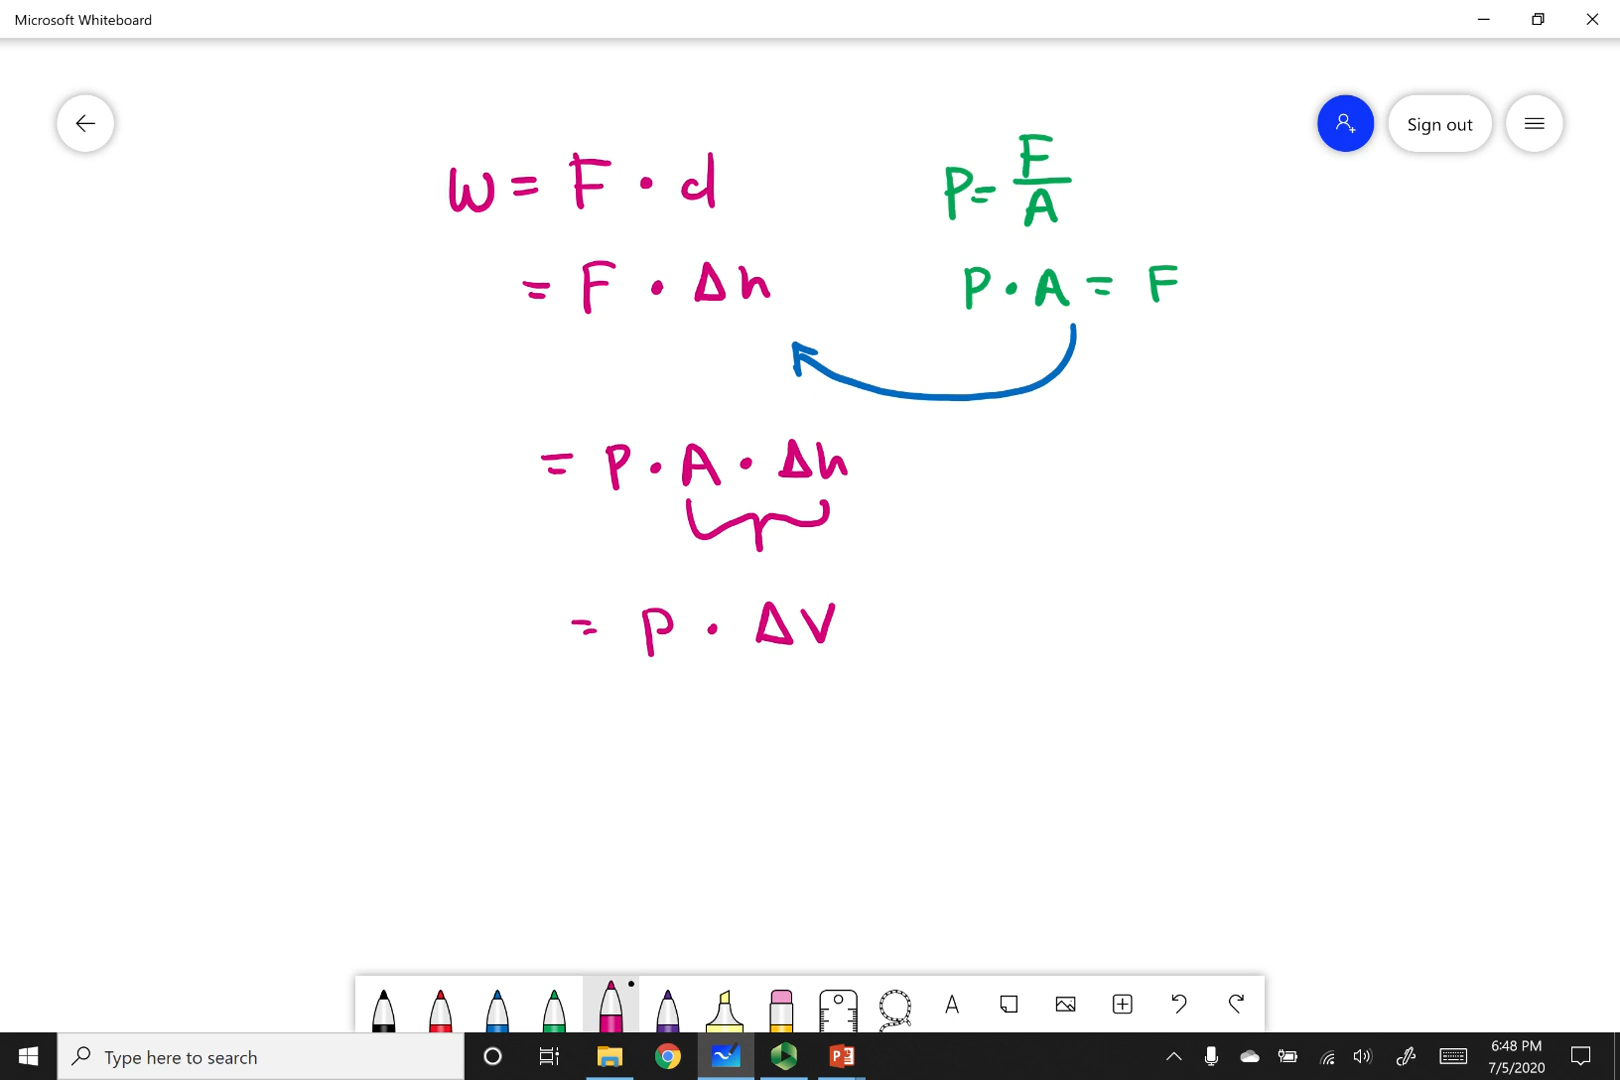 Microsoft Whiteboard
Sign out
W = F · d
= F · Δh
P = F/A
P · A = F
= P · A · Δh
= P · ΔV
Type here to search
6:48 PM
7/5/2020